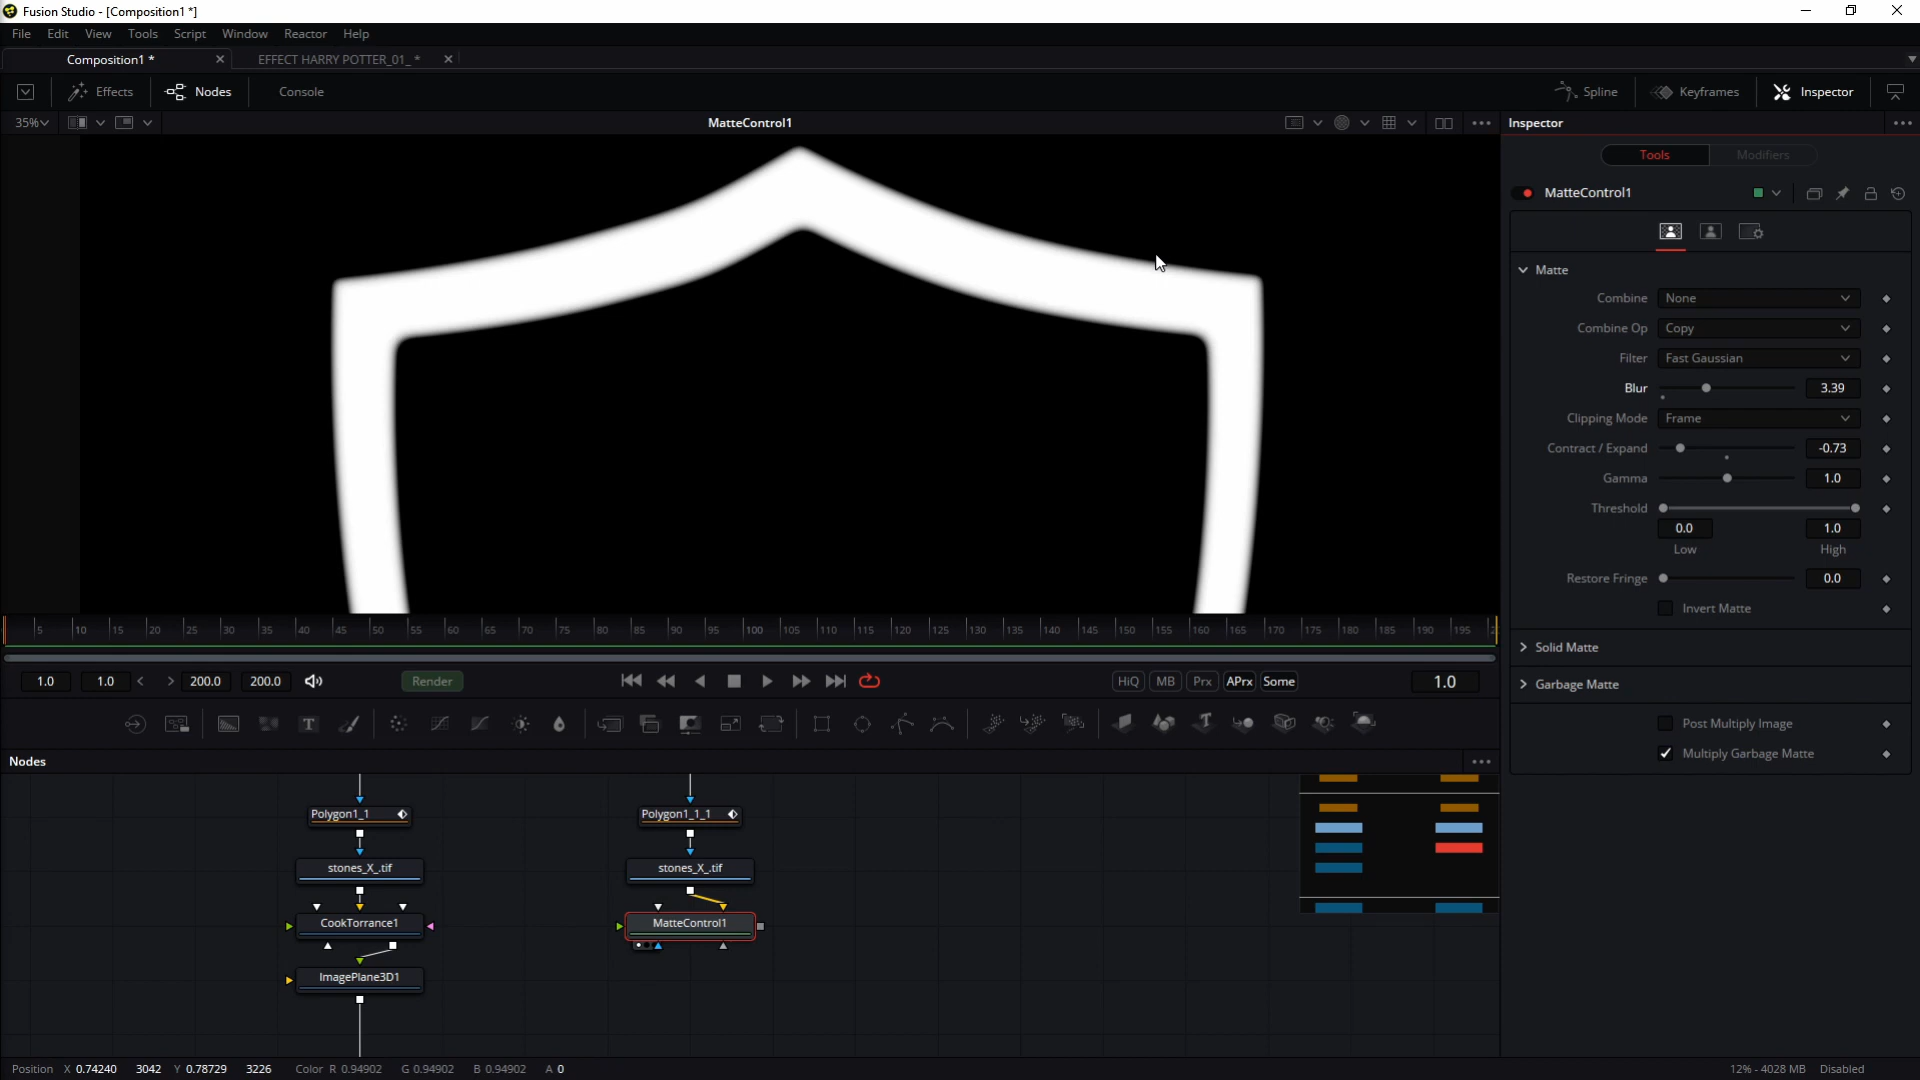 Fusion Studio - [Composition1 *]
File Edit View Tools Script Window Reactor Help
Composition1 * EFFECT HARRY POTTER_01_ *
Effects Nodes Console Spline Keyframes Inspector
35% MatteControl1 Inspector
Tools Modifiers
MatteControl1
Matte
Combine None
Combine Op Copy
Filter Fast Gaussian
Blur 3.39
Clipping Mode Frame
Contract / Expand -0.73
Gamma 1.0
Threshold
0.0 1.0
Low High
Restore Fringe 0.0
Invert Matte
Solid Matte
Garbage Matte
Post Multiply Image
Multiply Garbage Matte
5 10 15 20 25 30 35 40 45 50 55 60 65 70 75 80 85 90 95 100 105 110 115 120 125 130 135 140 145 150 155 160 165 170 175 180 185 190 195
1.0 1.0 200.0 200.0 Render HiQ MB Prx APrx Some 1.0
Nodes
Polygon1_1 Polygon1_1_1
stones_X_.tif stones_X_.tif
CookTorrance1 MatteControl1
ImagePlane3D1
Position X 0.74240 3042 Y 0.78729 3226 Color R 0.94902 G 0.94902 B 0.94902 A 0 12% - 4028 MB Disabled